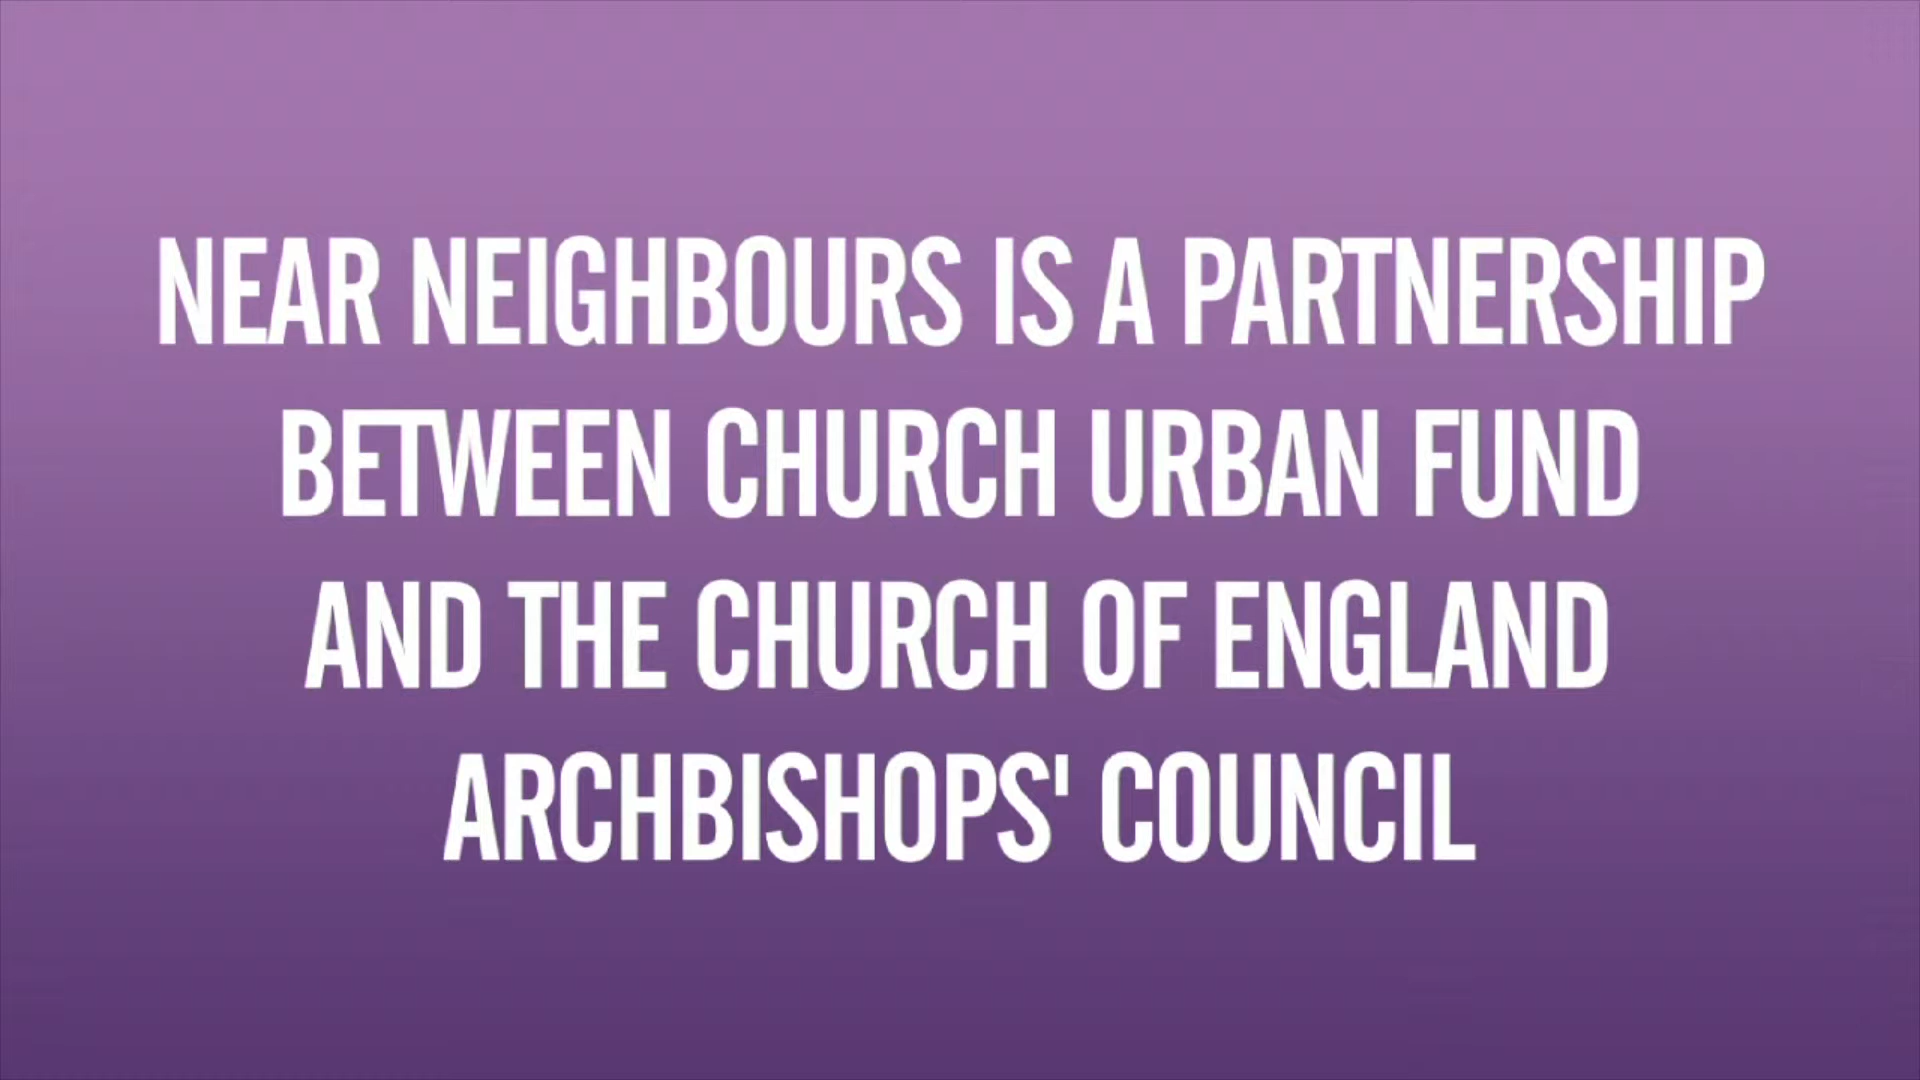 NEAR NEIGHBOURS IS A PARTNERSHIP
BETWEEN CHURCH URBAN FUND
AND THE CHURCH OF ENGLAND
ARCHBISHOPS' COUNCIL